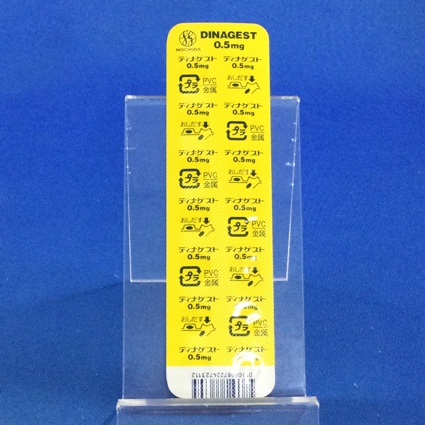 DINAGEST
MOCHIDA 0.5mg
ディナゲスト ディナゲスト
0.5mg 0.5mg
プラ PVC おしだす
金属
ディナゲスト ディナゲスト
0.5mg 0.5mg
おしだす プラ PVC
金属
ディナゲスト ディナゲスト
0.5mg 0.5mg
プラ PVC おしだす
金属
ディナゲスト ディナゲスト
0.5mg 0.5mg
おしだす プラ PVC
金属
ディナゲスト ディナゲスト
0.5mg 0.5mg
プラ PVC おしだす
金属
ディナゲスト ディナゲスト
0.5mg 0.5mg
おしだす プラ PVC
金属
ディナゲスト ディナゲスト
0.5mg